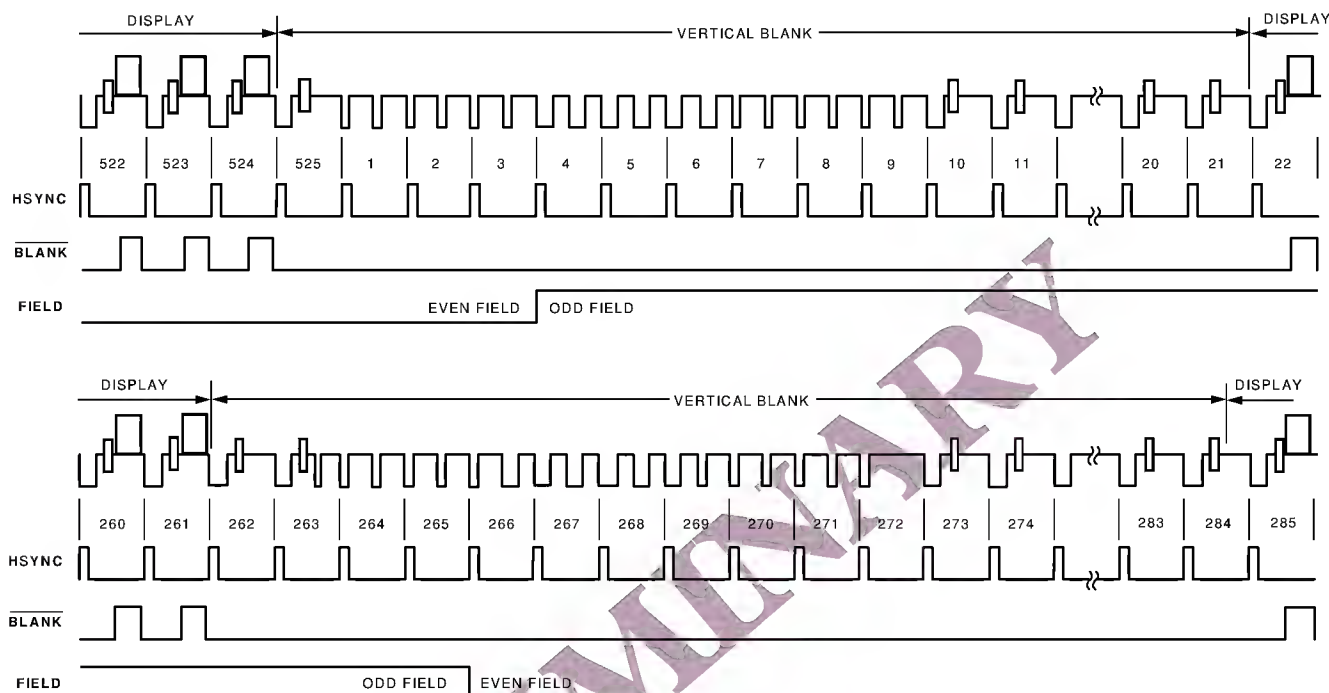 DISPLAY VERTICAL BLANK DISPLAY
522 523 524 525 1 2 3 4 5 6 7 8 9 10 11 20 21 22
HSYNC
BLANK
FIELD EVEN FIELD ODD FIELD
DISPLAY VERTICAL BLANK DISPLAY
260 261 262 263 264 265 266 267 268 269 270 271 272 273 274 283 284 285
HSYNC
BLANK
FIELD ODD FIELD EVEN FIELD